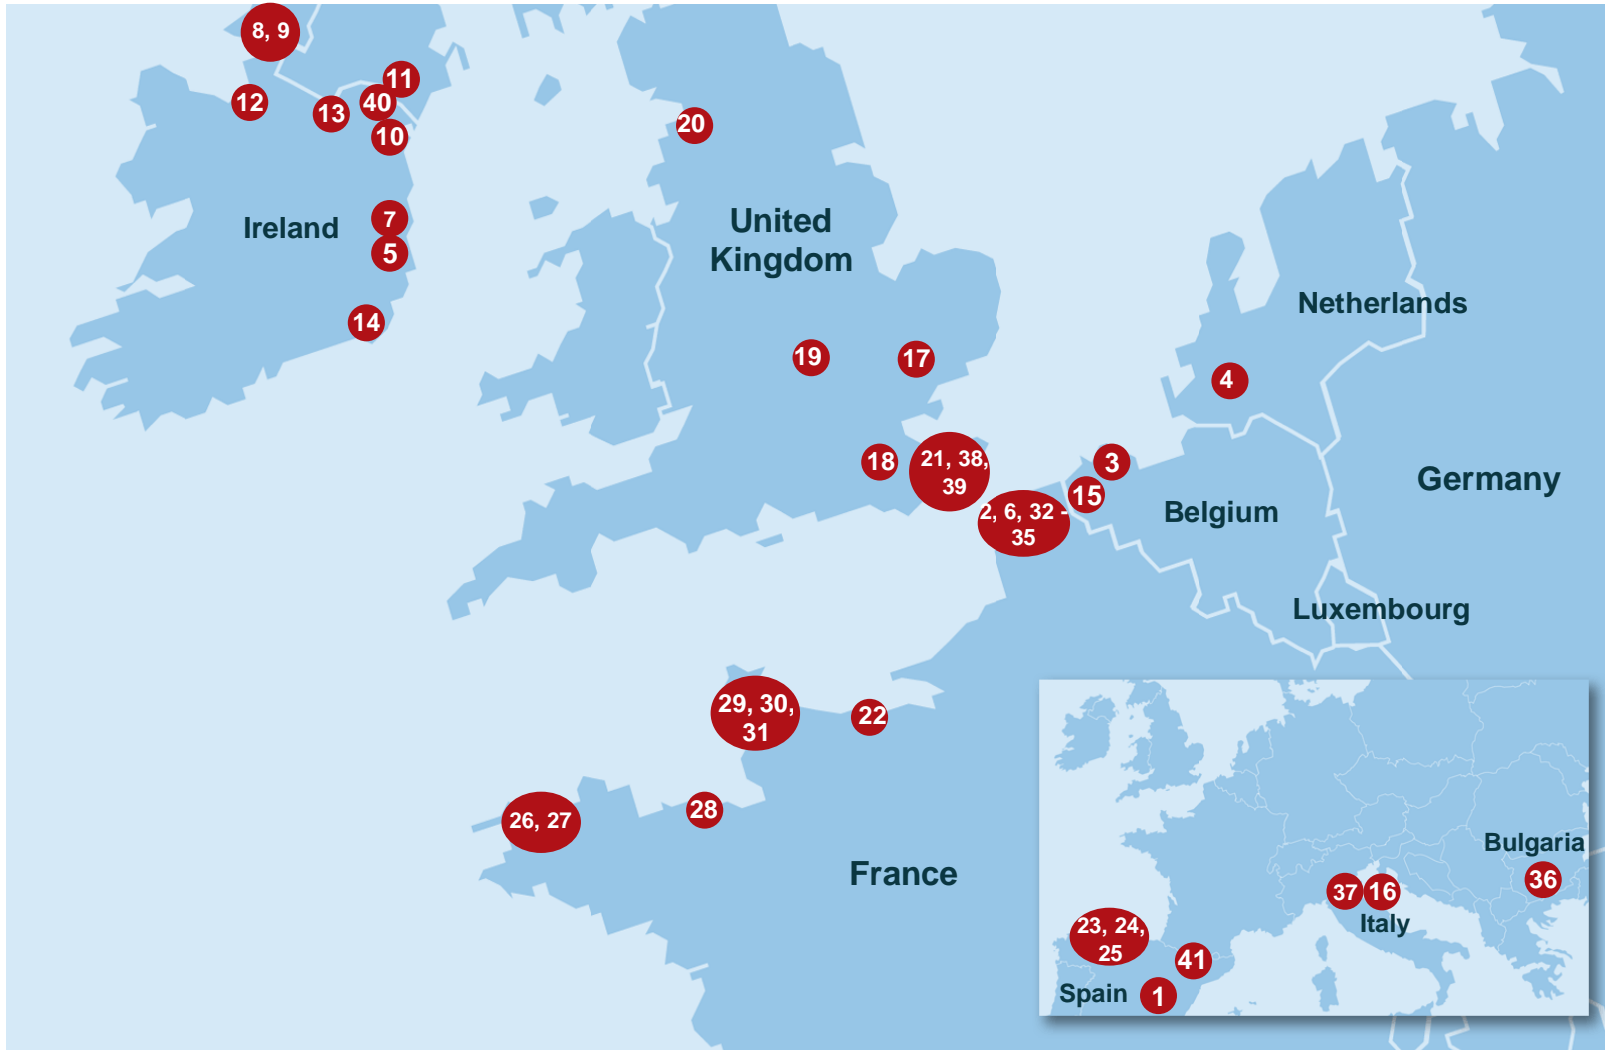 8, 9
11
12
13
40
10
20
7
Ireland
5
United
Kingdom
14
Netherlands
19
17
4
18
21, 38,
39
3
15
Germany
2, 6, 32 -
35
Belgium
Luxembourg
29, 30,
31
22
28
26, 27
France
Bulgaria
36
37
16
Italy
23, 24,
25
41
Spain
1